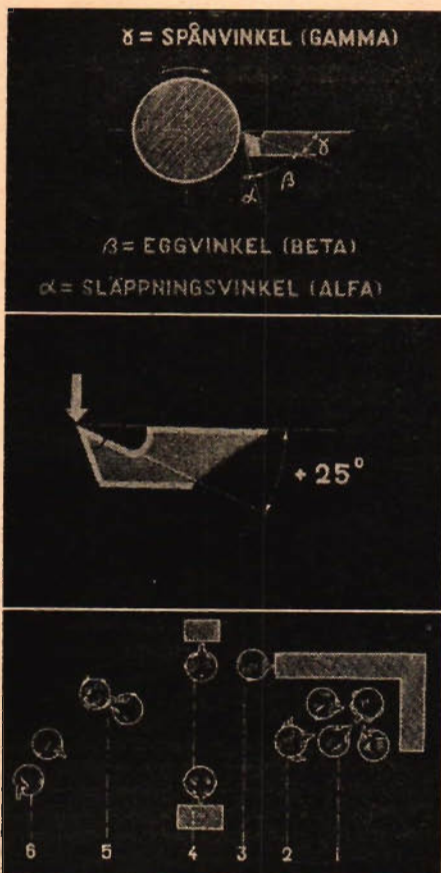 γ = SPÅNVINKEL (GAMMA)
γ
β
α
β = EGGVINKEL (BETA)
α = SLÄPPNINGSVINKEL (ALFA)
+ 25°
6 5 4 3 2 1